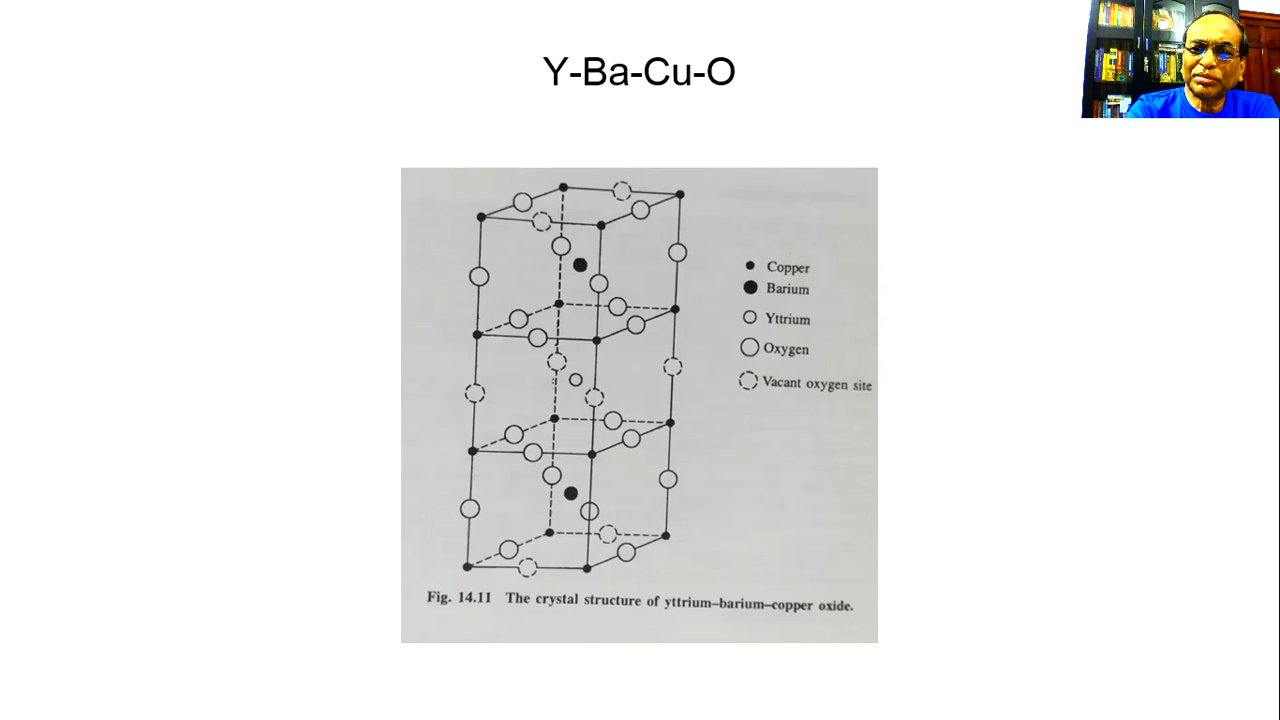 Y-Ba-Cu-O
Copper
Barium
Yttrium
Oxygen
Vacant oxygen site
Fig. 14.11 The crystal structure of yttrium–barium–copper oxide.